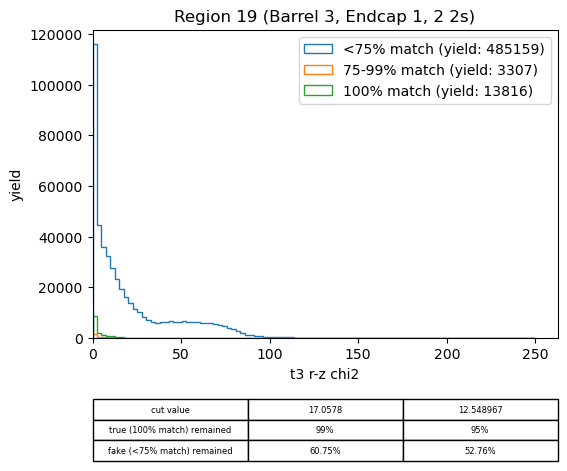 Region 19 (Barrel 3, Endcap 1, 2 2s)
120000
100000
80000
60000
40000
20000
0
yield
<75% match (yield: 485159)
75-99% match (yield: 3307)
100% match (yield: 13816)
0 50 100 150 200 250
t3 r-z chi2
cut value 17.0578 12.548967
true (100% match) remained 99% 95%
fake (<75% match) remained 60.75% 52.76%